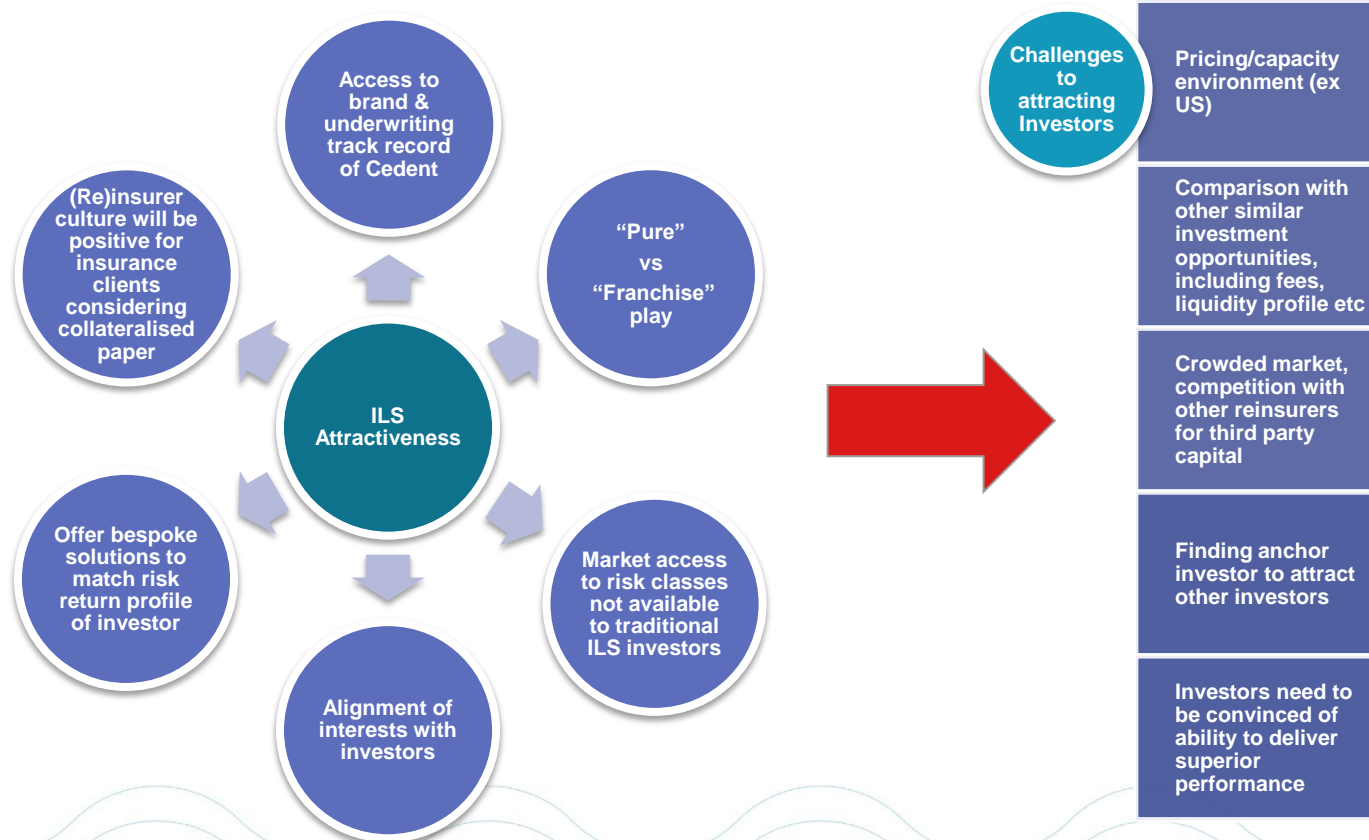 Access to
brand &
underwriting
track record
of Cedent
“Pure”
vs
“Franchise”
play
Market access
to risk classes
not available
to traditional
ILS investors
Alignment of
interests with
investors
Offer bespoke
solutions to
match risk
return profile
of investor
(Re)insurer
culture will be
positive for
insurance
clients
considering
collateralised
paper
ILS
Attractiveness
Challenges
to
attracting
Investors
Pricing/capacity
environment (ex
US)
Comparison with
other similar
investment
opportunities,
including fees,
liquidity profile etc
Crowded market,
competition with
other reinsurers
for third party
capital
Finding anchor
investor to attract
other investors
Investors need to
be convinced of
ability to deliver
superior
performance